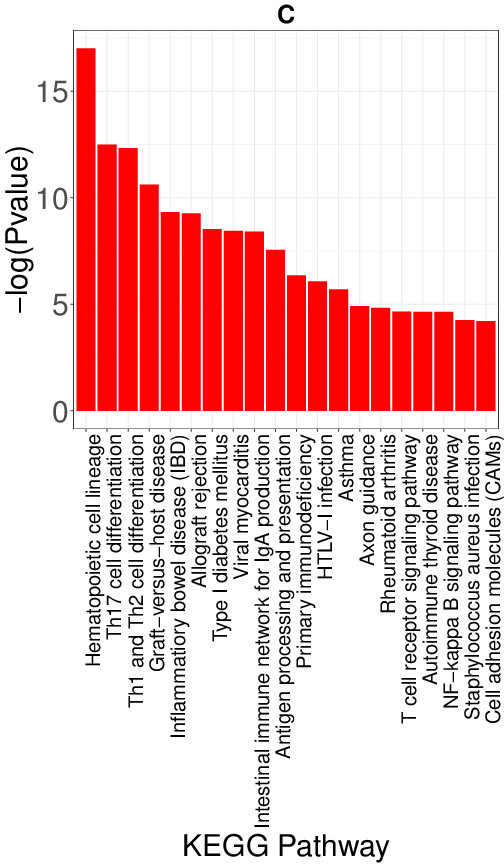 C
−log(Pvalue)
15
10
5
0
Hematopoietic cell lineage
Th17 cell differentiation
Th1 and Th2 cell differentiation
Graft−versus−host disease
Inflammatiory bowel disease (IBD)
Allograft rejection
Type I diabetes mellitus
Viral myocarditis
Intestinal immune network for IgA production
Antigen processing and presentation
Primary immunodeficiency
HTLV−I infection
Asthma
Axon guidance
Rheumatoid arthritis
T cell receptor signaling pathway
Autoimmune thyroid disease
NF−kappa B signaling pathway
Staphylococcus aureus infection
Cell adhesion molecules (CAMs)
KEGG Pathway